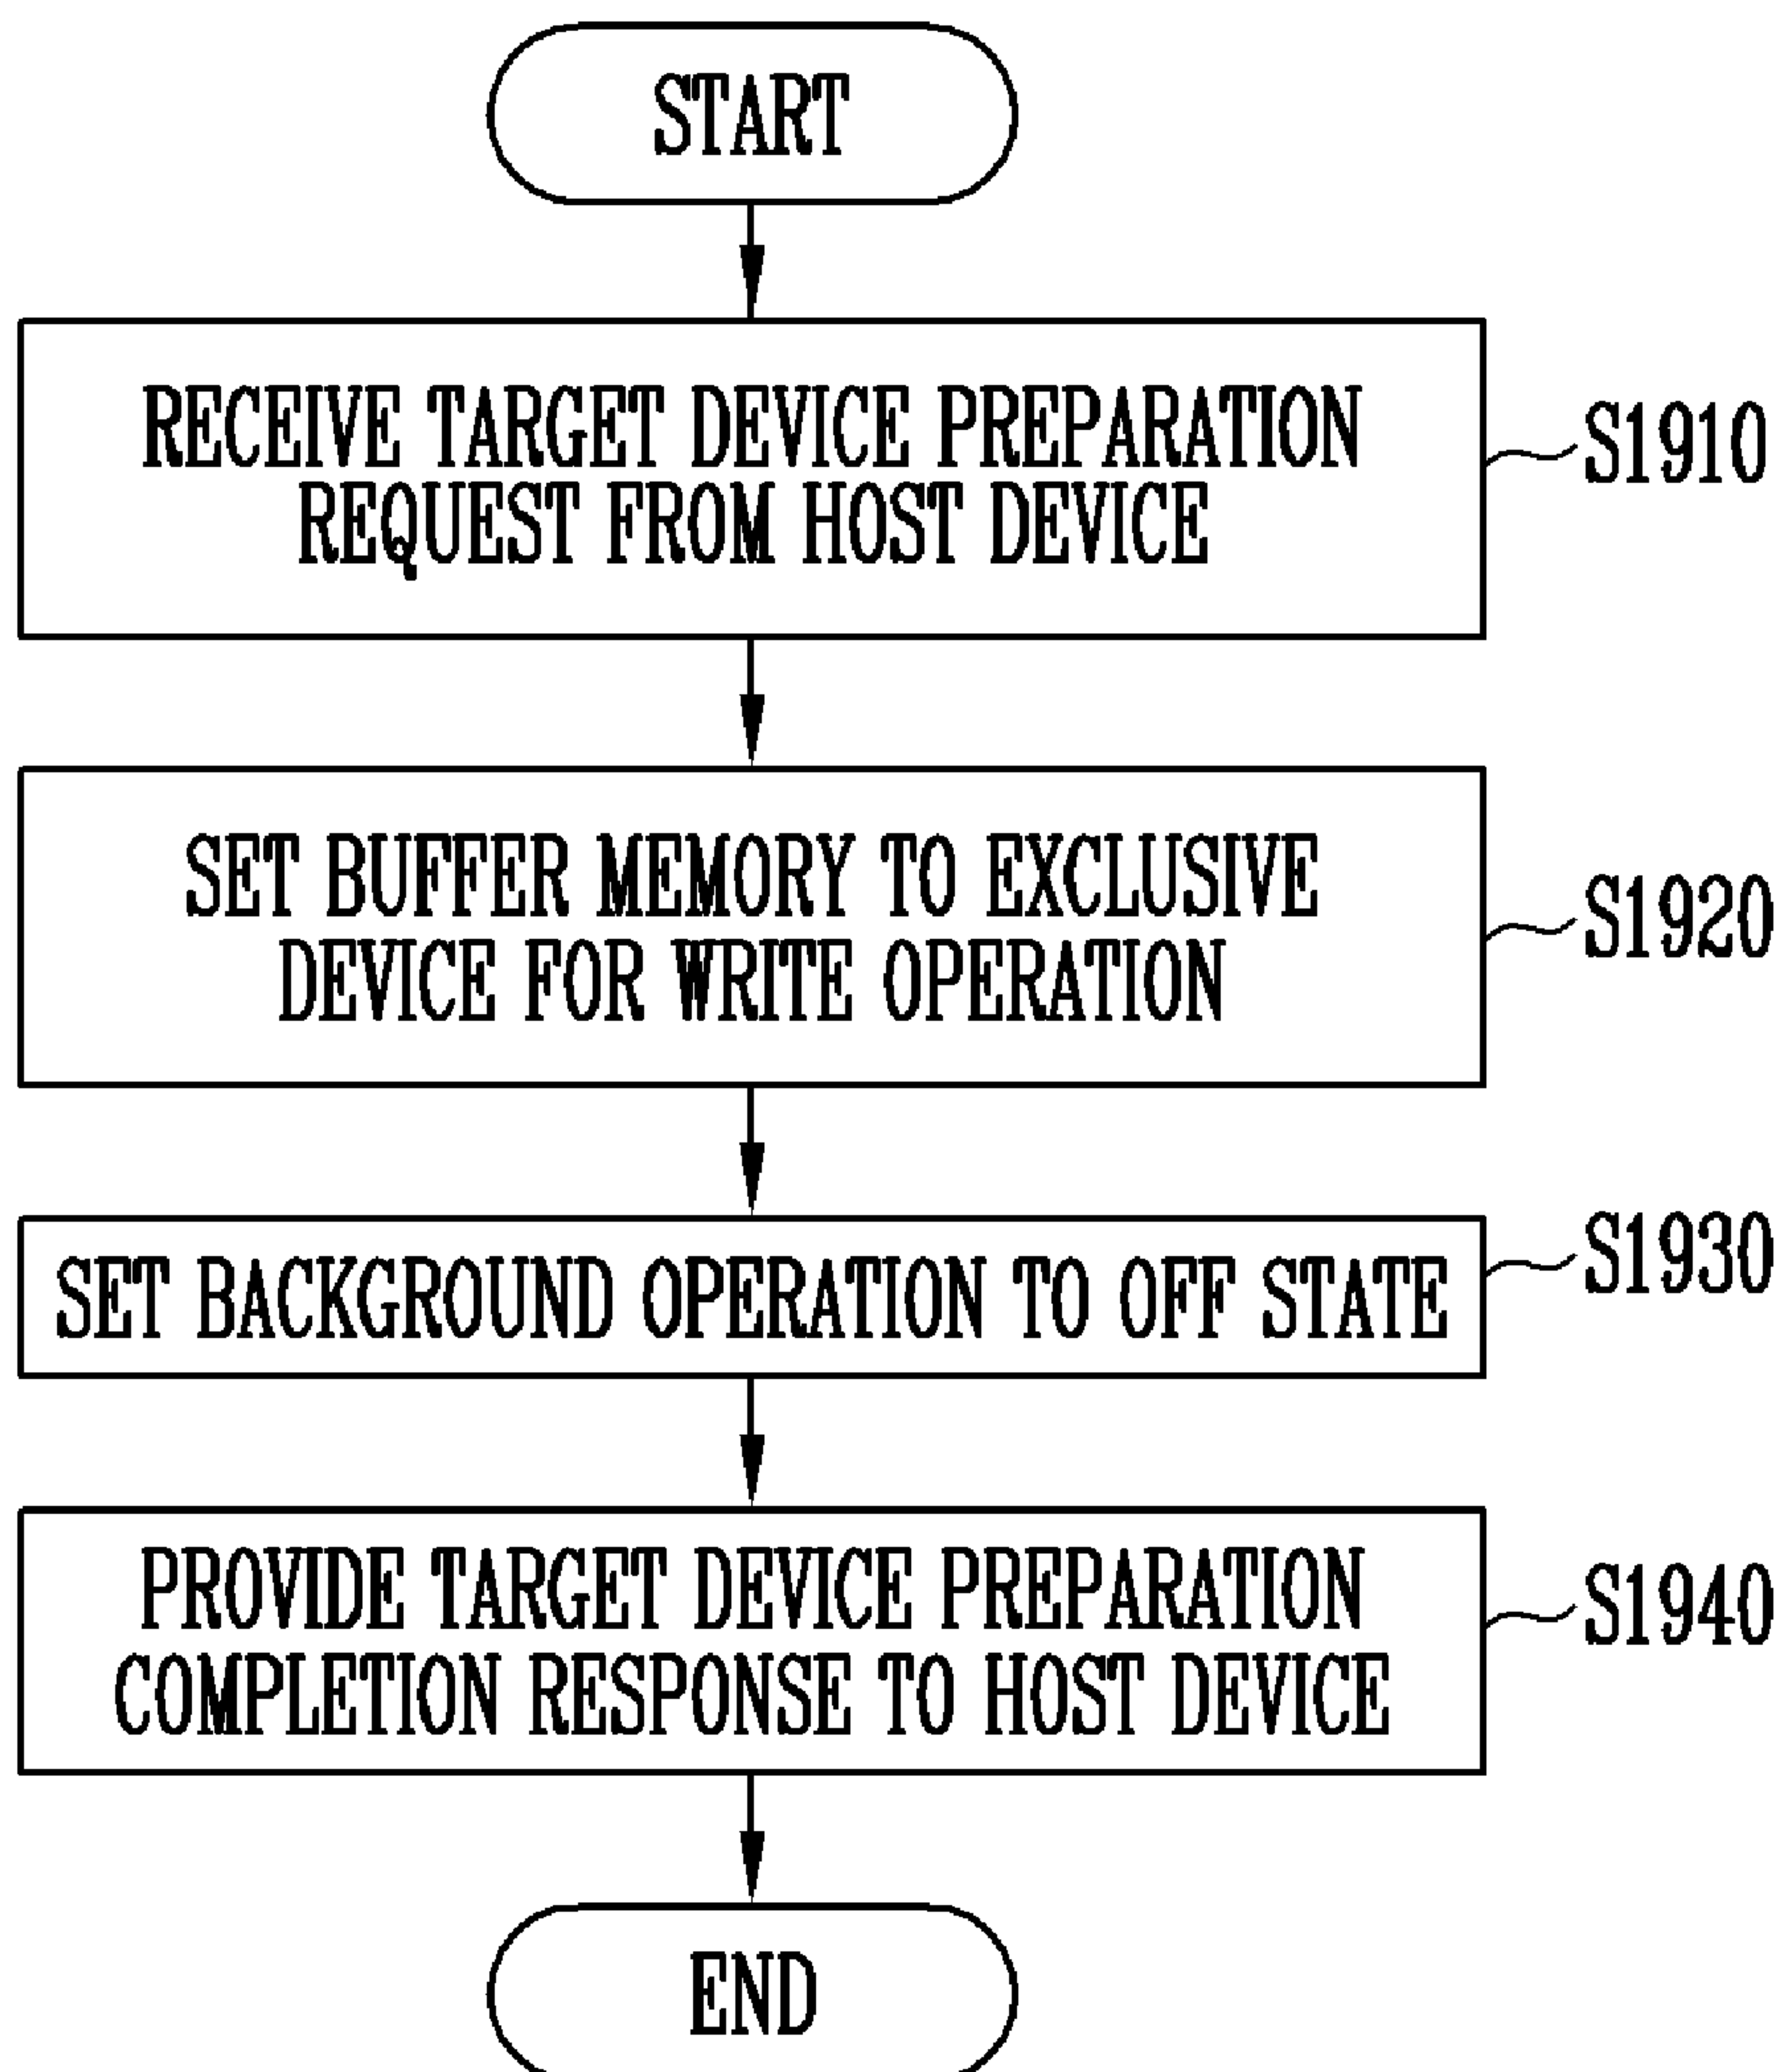 START
RECEIVE TARGET DEVICE PREPARATION
REQUEST FROM HOST DEVICE
S1910
SET BUFFER MEMORY TO EXCLUSIVE
DEVICE FOR WRITE OPERATION
S1920
SET BACKGROUND OPERATION TO OFF STATE
S1930
PROVIDE TARGET DEVICE PREPARATION
COMPLETION RESPONSE TO HOST DEVICE
S1940
END